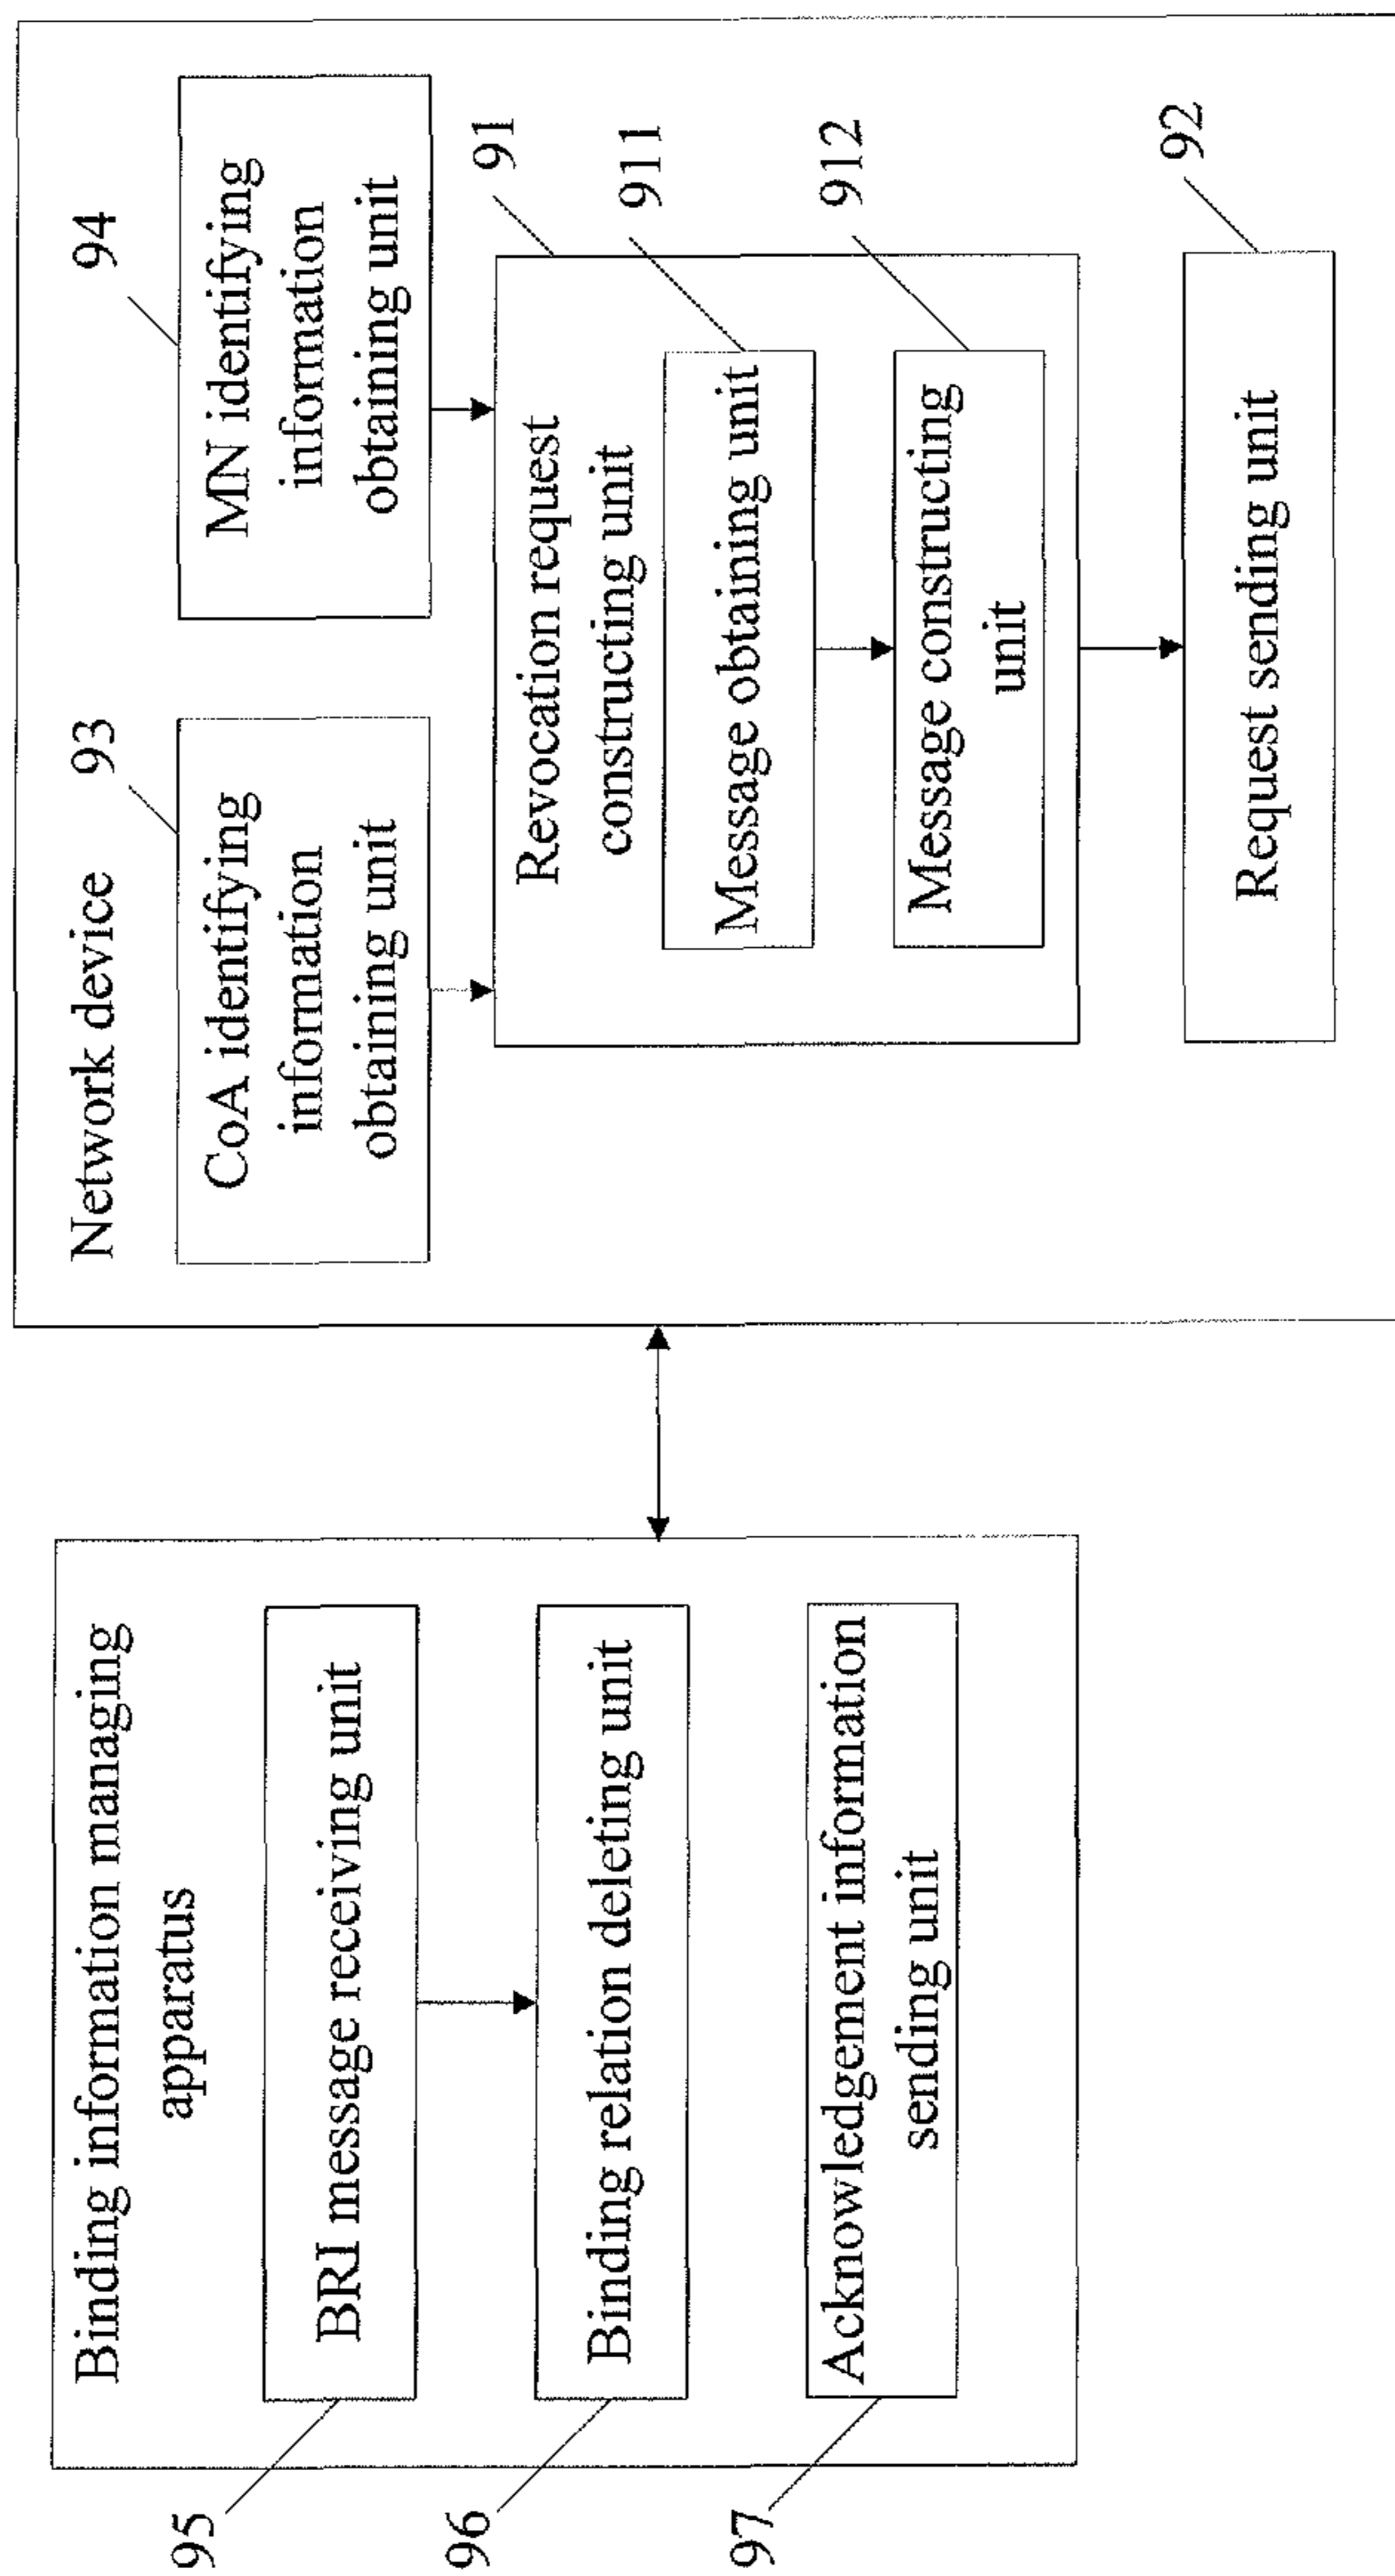 Binding information managing
apparatus
95
BRI message receiving unit
96
Binding relation deleting unit
97
Acknowledgement information
sending unit
Network device
93
CoA identifying
information
obtaining unit
94
MN identifying
information
obtaining unit
91
Revocation request
constructing unit
911
Message obtaining unit
912
Message constructing
unit
92
Request sending unit